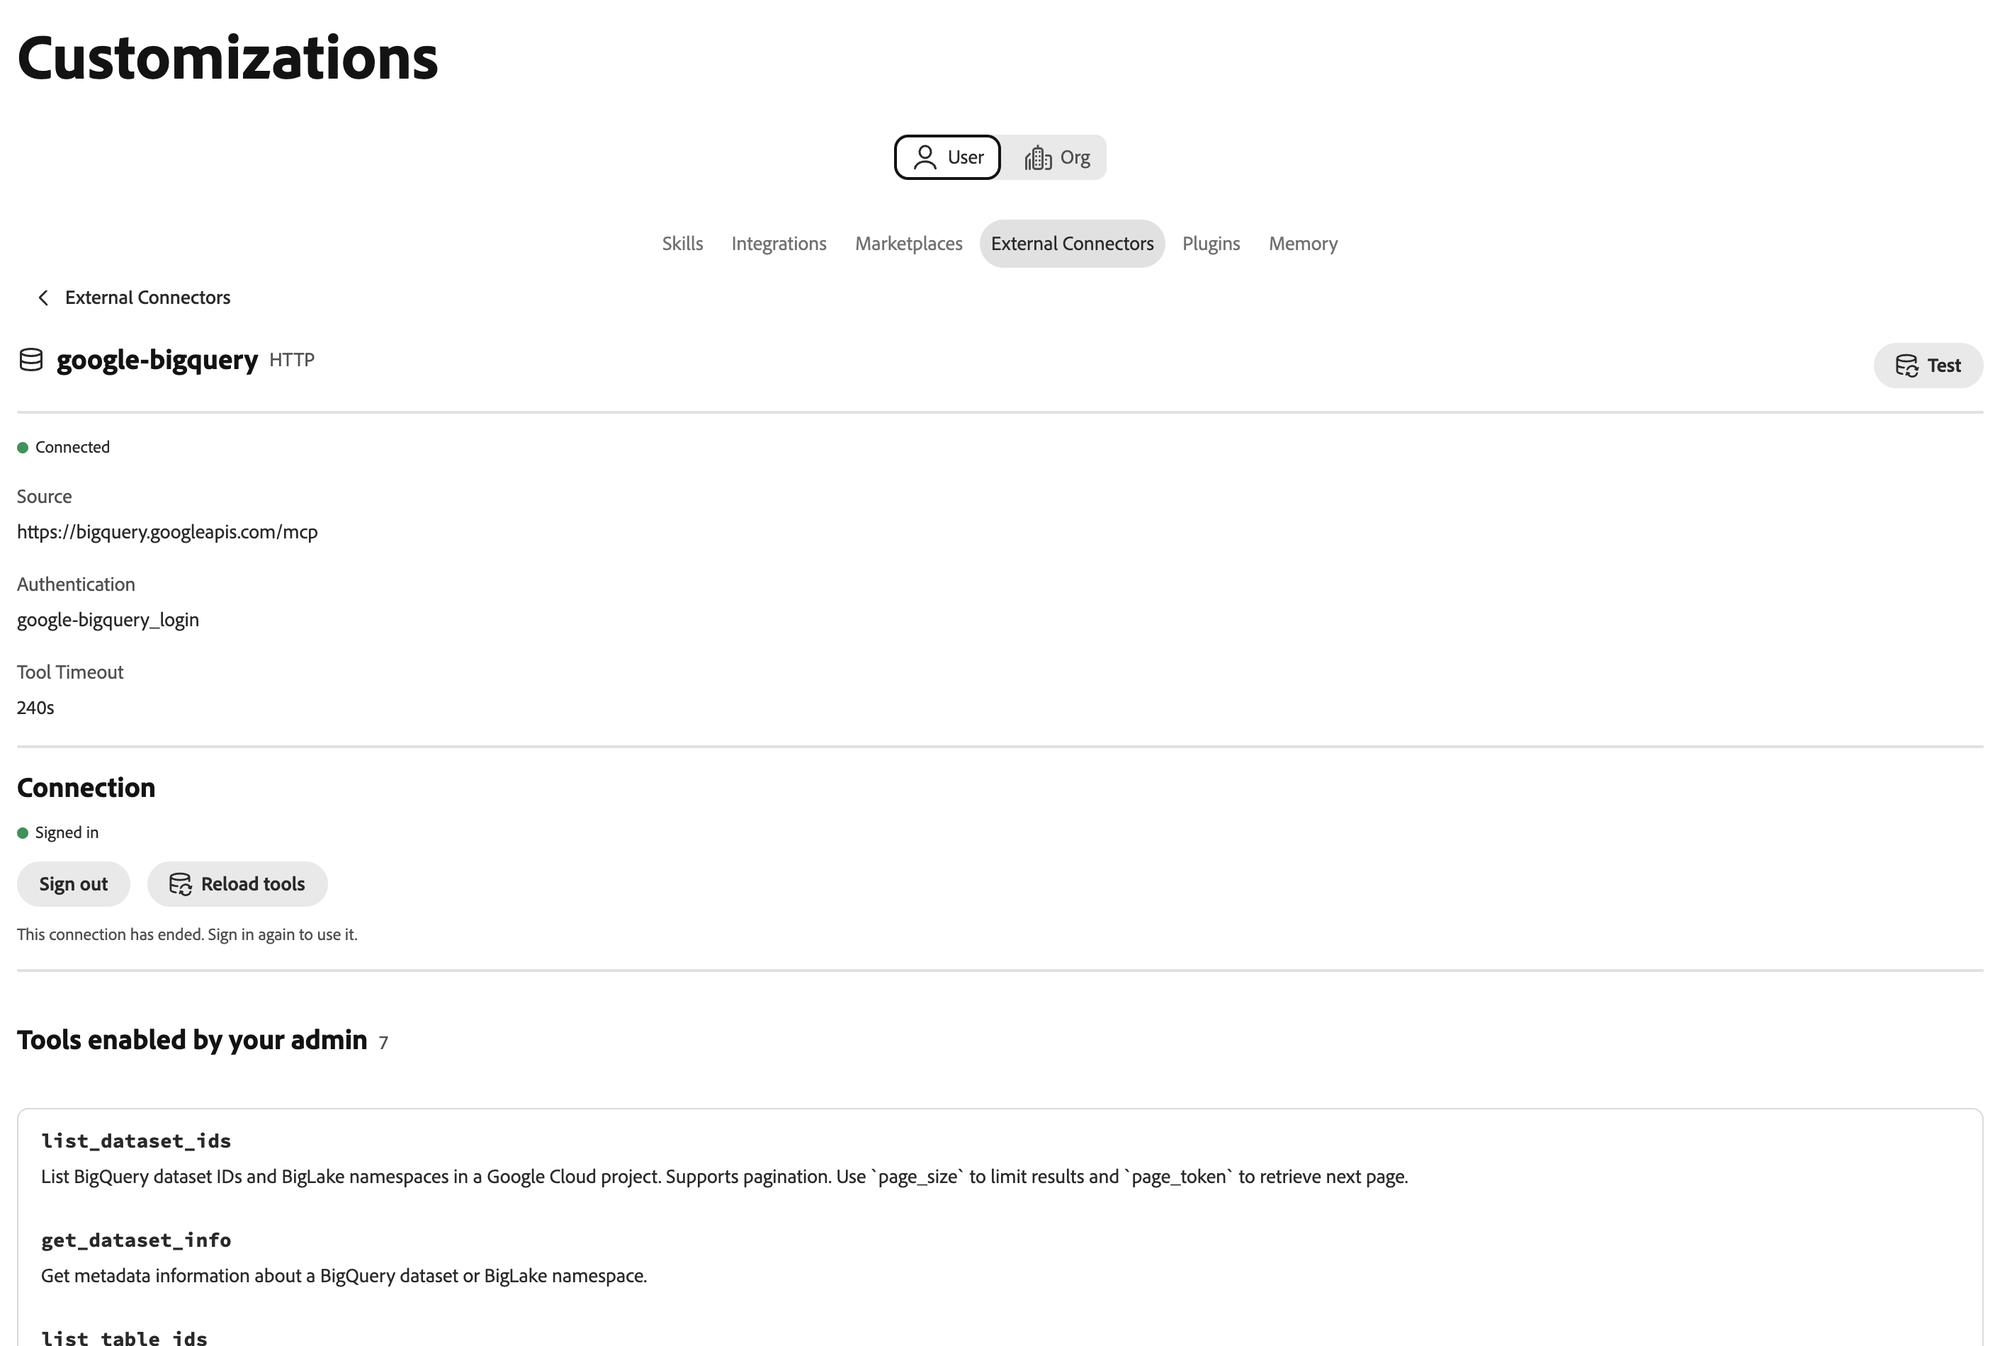 Customizations
User
Org
Skills
Integrations
Marketplaces
External Connectors
Plugins
Memory
External Connectors
google-bigquery HTTP
Test
Connected
Source
https://bigquery.googleapis.com/mcp
Authentication
google-bigquery_login
Tool Timeout
240s
Connection
Signed in
Sign out
Reload tools
This connection has ended. Sign in again to use it.
Tools enabled by your admin 7
list_dataset_ids
List BigQuery dataset IDs and BigLake namespaces in a Google Cloud project. Supports pagination. Use `page_size` to limit results and `page_token` to retrieve next page.
get_dataset_info
Get metadata information about a BigQuery dataset or BigLake namespace.
list_table_ids